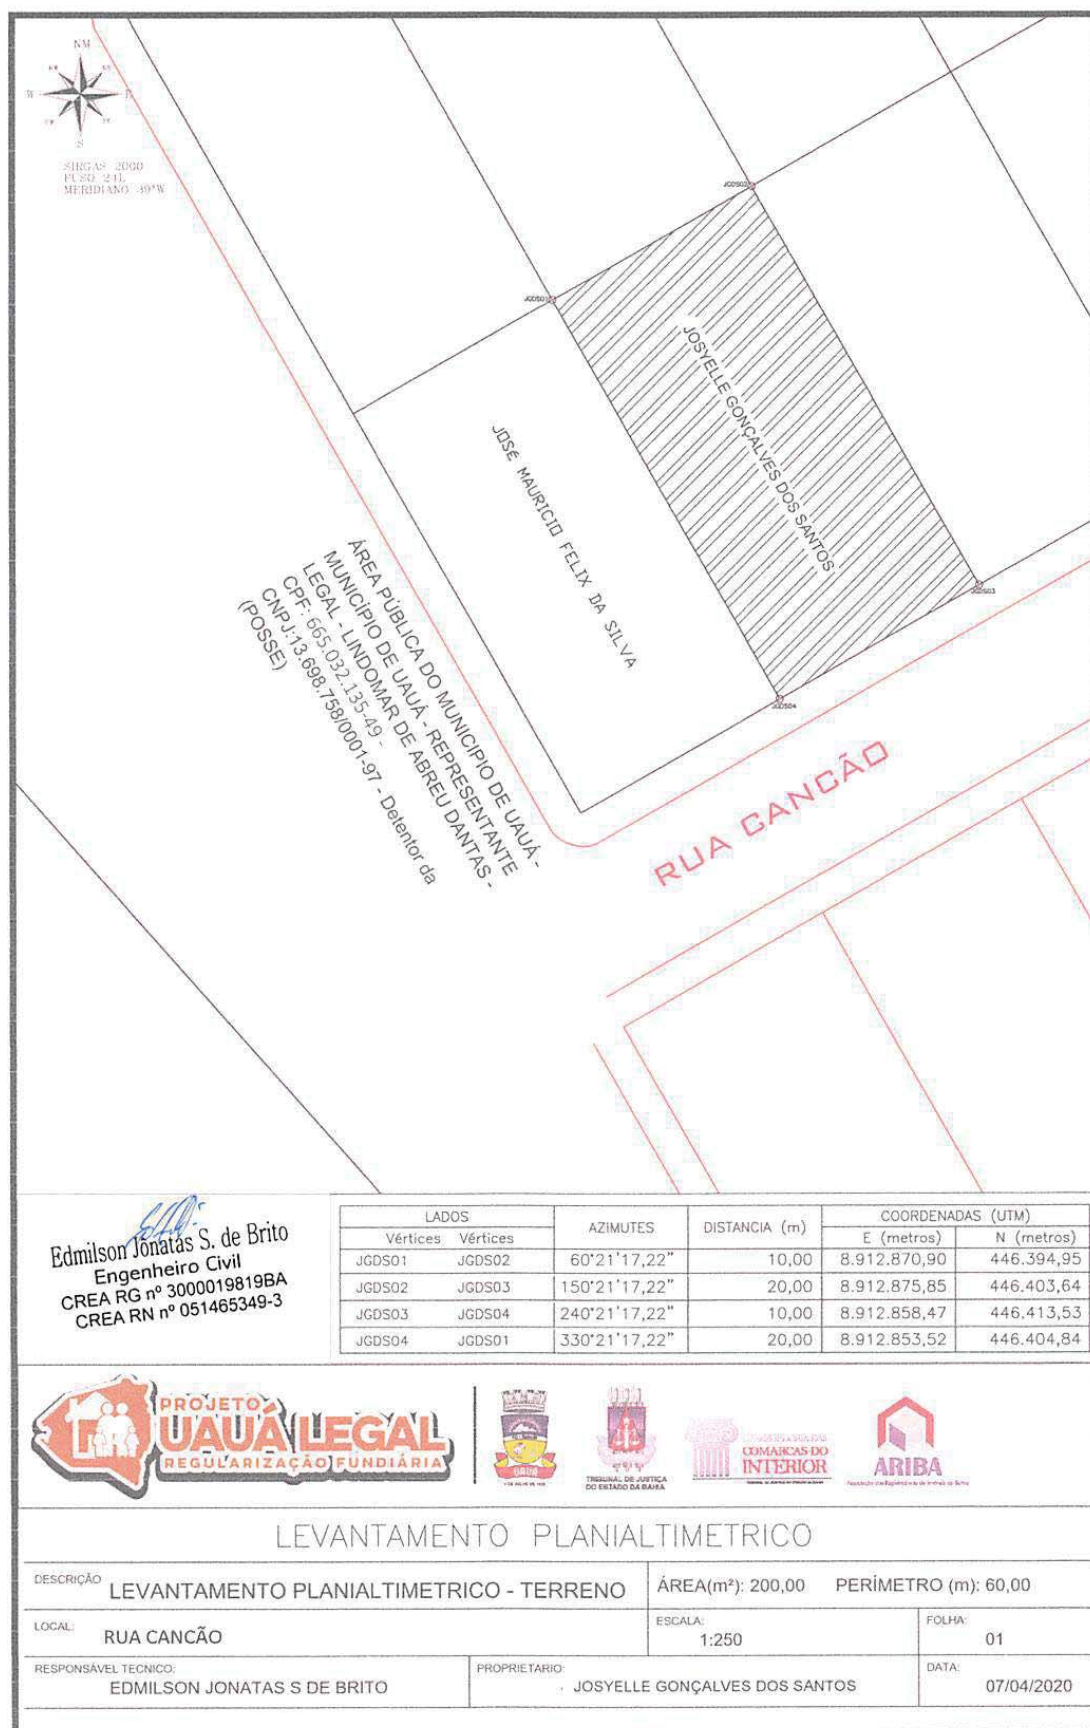 NM
W
E
S
SIRGAS 2000
FUSO 24L
MERIDIANO -39°W
JGDS02
JGDS01
JOSYELLE GONÇALVES DOS SANTOS
JOSÉ MAURICIO FELIX DA SILVA
JGDS03
JGDS04
ÁREA PÚBLICA DO MUNICIPIO DE UAUÁ -
MUNICÍPIO DE UAUÁ - REPRESENTANTE
LEGAL - LINDOMAR DE ABREU DANTAS -
CPF: 665.032.135-49 -
CNPJ:13.698.758/0001-97 - Detentor da
(POSSE)
RUA CANCÃO
Edmilson Jonatas S. de Brito
Engenheiro Civil
CREA RG nº 3000019819BA
CREA RN nº 051465349-3
LADOS AZIMUTES DISTANCIA (m) COORDENADAS (UTM)
Vértices Vértices E (metros) N (metros)
JGDS01 JGDS02 60°21'17,22" 10,00 8.912.870,90 446.394,95
JGDS02 JGDS03 150°21'17,22" 20,00 8.912.875,85 446.403,64
JGDS03 JGDS04 240°21'17,22" 10,00 8.912.858,47 446.413,53
JGDS04 JGDS01 330°21'17,22" 20,00 8.912.853,52 446.404,84
PROJETO
UAUÁ LEGAL
REGULARIZAÇÃO FUNDIÁRIA
UAUÁ
TRIBUNAL DE JUSTIÇA
DO ESTADO DA BAHIA
COMARCAS DO
INTERIOR
ARIBA
LEVANTAMENTO PLANIALTIMETRICO
DESCRIÇÃO LEVANTAMENTO PLANIALTIMETRICO - TERRENO ÁREA(m²): 200,00 PERÍMETRO (m): 60,00
LOCAL: RUA CANCÃO ESCALA: 1:250 FOLHA: 01
RESPONSÁVEL TECNICO: EDMILSON JONATAS S DE BRITO PROPRIETARIO: JOSYELLE GONÇALVES DOS SANTOS DATA: 07/04/2020